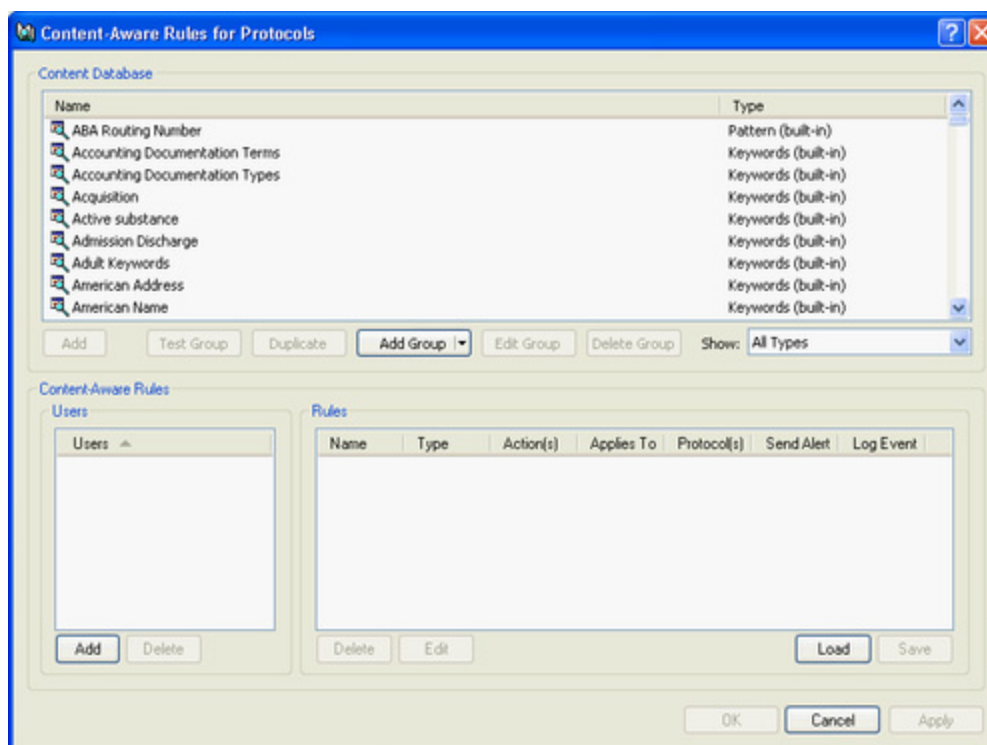 Content-Aware Rules for Protocols
Content Database
Name Type
ABA Routing Number Pattern (built-in)
Accounting Documentation Terms Keywords (built-in)
Accounting Documentation Types Keywords (built-in)
Acquisition Keywords (built-in)
Active substance Keywords (built-in)
Admission Discharge Keywords (built-in)
Adult Keywords Keywords (built-in)
American Address Keywords (built-in)
American Name Keywords (built-in)
Add Test Group Duplicate Add Group Edit Group Delete Group Show: All Types
Content-Aware Rules
Users Rules
Users Name Type Action(s) Applies To Protocol(s) Send Alert Log Event
Add Delete Delete Edit Load Save
OK Cancel Apply